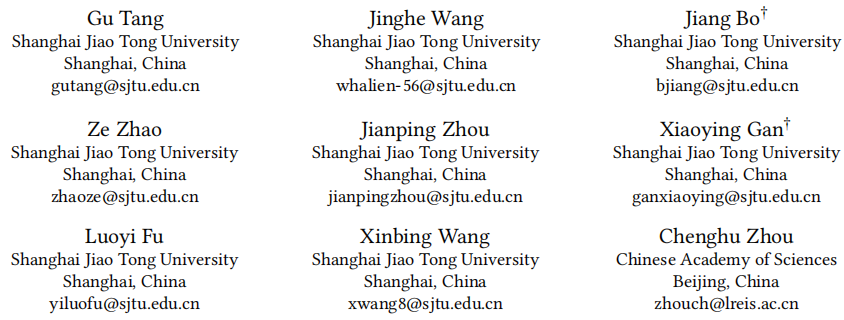 Gu Tang
Shanghai Jiao Tong University
Shanghai, China
gutang@sjtu.edu.cn
Jinghe Wang
Shanghai Jiao Tong University
Shanghai, China
whalien-56@sjtu.edu.cn
Jiang Bo†
Shanghai Jiao Tong University
Shanghai, China
bjiang@sjtu.edu.cn
Ze Zhao
Shanghai Jiao Tong University
Shanghai, China
zhaoze@sjtu.edu.cn
Jianping Zhou
Shanghai Jiao Tong University
Shanghai, China
jianpingzhou@sjtu.edu.cn
Xiaoying Gan†
Shanghai Jiao Tong University
Shanghai, China
ganxiaoying@sjtu.edu.cn
Luoyi Fu
Shanghai Jiao Tong University
Shanghai, China
yiluofu@sjtu.edu.cn
Xinbing Wang
Shanghai Jiao Tong University
Shanghai, China
xwang8@sjtu.edu.cn
Chenghu Zhou
Chinese Academy of Sciences
Beijing, China
zhouch@lreis.ac.cn